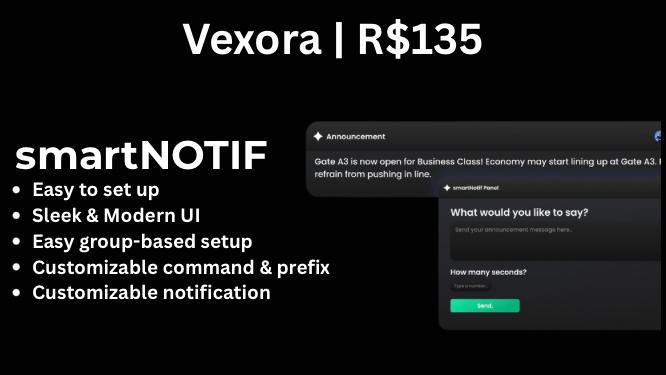 Vexora | R$135
smartNOTIF
• Easy to set up
• Sleek & Modern UI
• Easy group-based setup
• Customizable command & prefix
• Customizable notification
Announcement
Gate A3 is now open for Business Class! Economy may start lining up at Gate A3.
refrain from pushing in line.
smartNotif Panel
What would you like to say?
Send your announcement message here..
How many seconds?
Type a number..
Send.